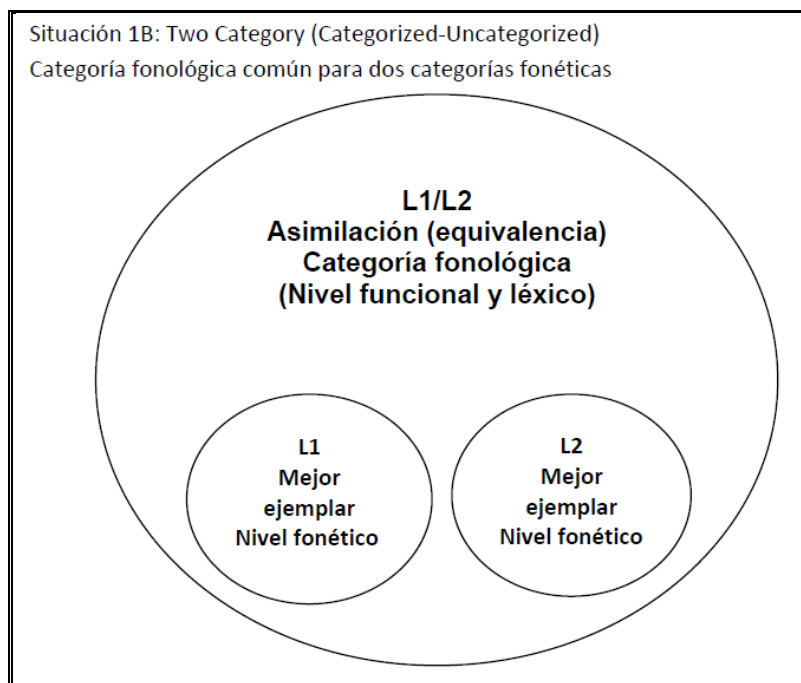 Situación 1B: Two Category (Categorized-Uncategorized)
Categoría fonológica común para dos categorías fonéticas
L1/L2
Asimilación (equivalencia)
Categoría fonológica
(Nivel funcional y léxico)
L1
Mejor
ejemplar
Nivel fonético
L2
Mejor
ejemplar
Nivel fonético